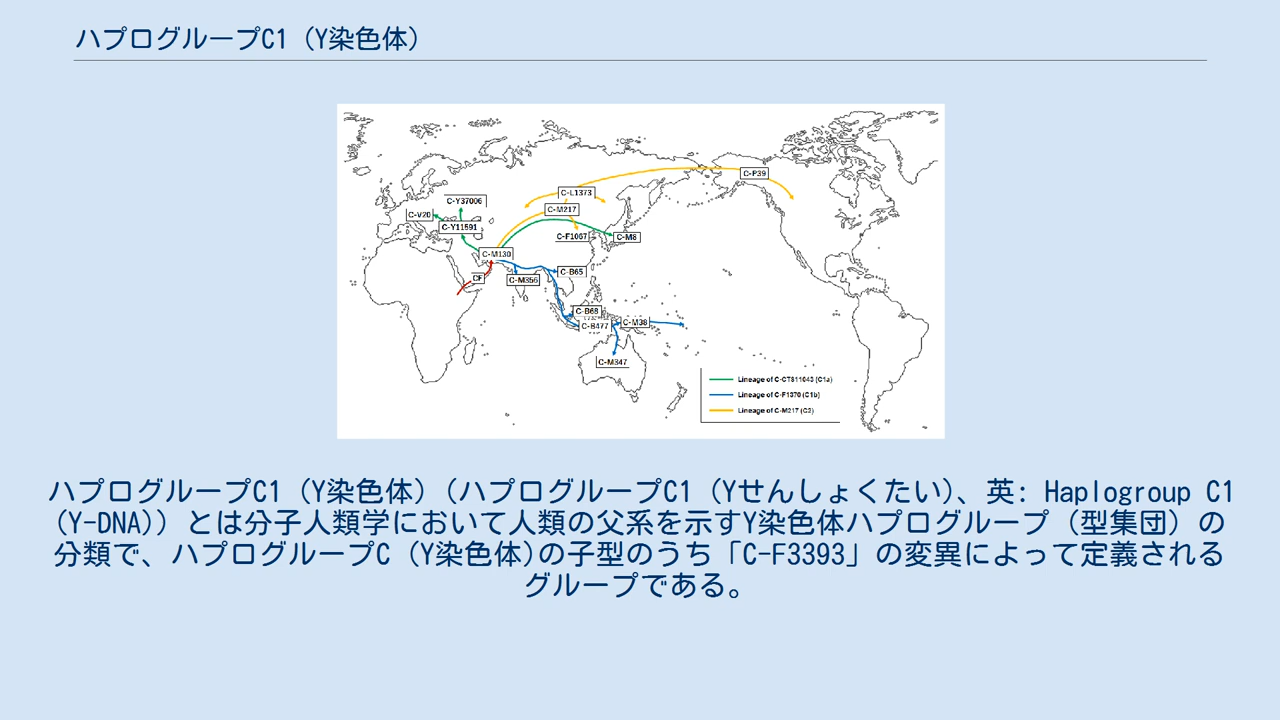 ハプログループC1（Y染色体）
C-P39
C-L1373
C-Y37006
C-M217
C-V20
C-Y11591
C-F1067
C-M8
C-M130
C-B65
CF
C-M356
C-B68
C-M38
C-B477
C-M347
Lineage of C-CTS11043 (C1a)
Lineage of C-F1370 (C1b)
Lineage of C-M217 (C2)
ハプログループC1（Y染色体）（ハプログループC1（Yせんしょくたい）、英: Haplogroup C1
（Y-DNA)）とは分子人類学において人類の父系を示すY染色体ハプログループ（型集団）の
分類で、ハプログループC（Y染色体)の子型のうち「C-F3393」の変異によって定義される
グループである。